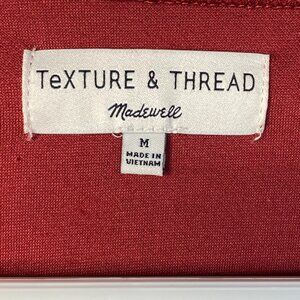 TeXTURE & THREAD
Madewell
M
MADE IN
VIETNAM